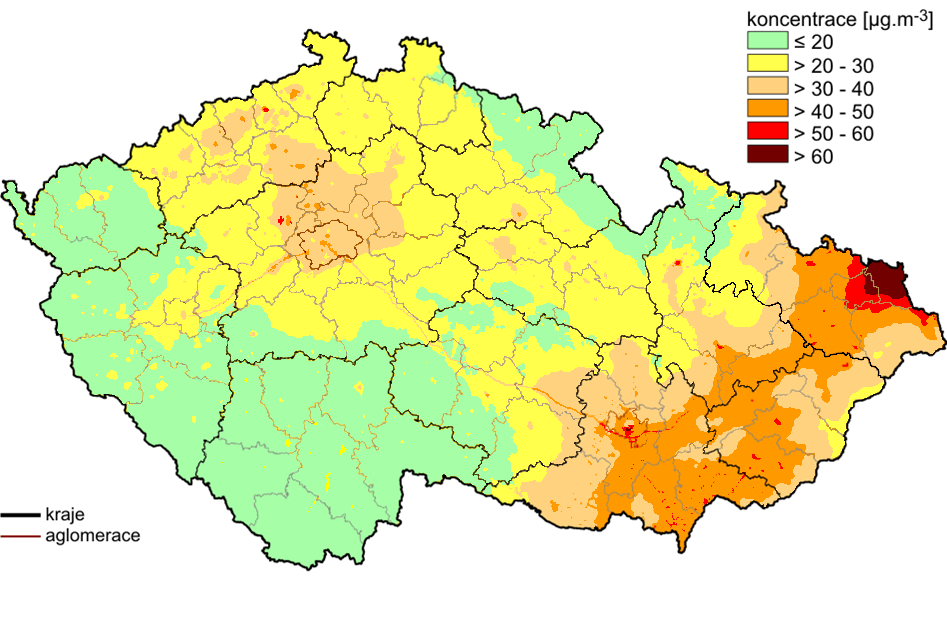 koncentrace [µg.m-3]
≤ 20
> 20 - 30
> 30 - 40
> 40 - 50
> 50 - 60
> 60
kraje
aglomerace